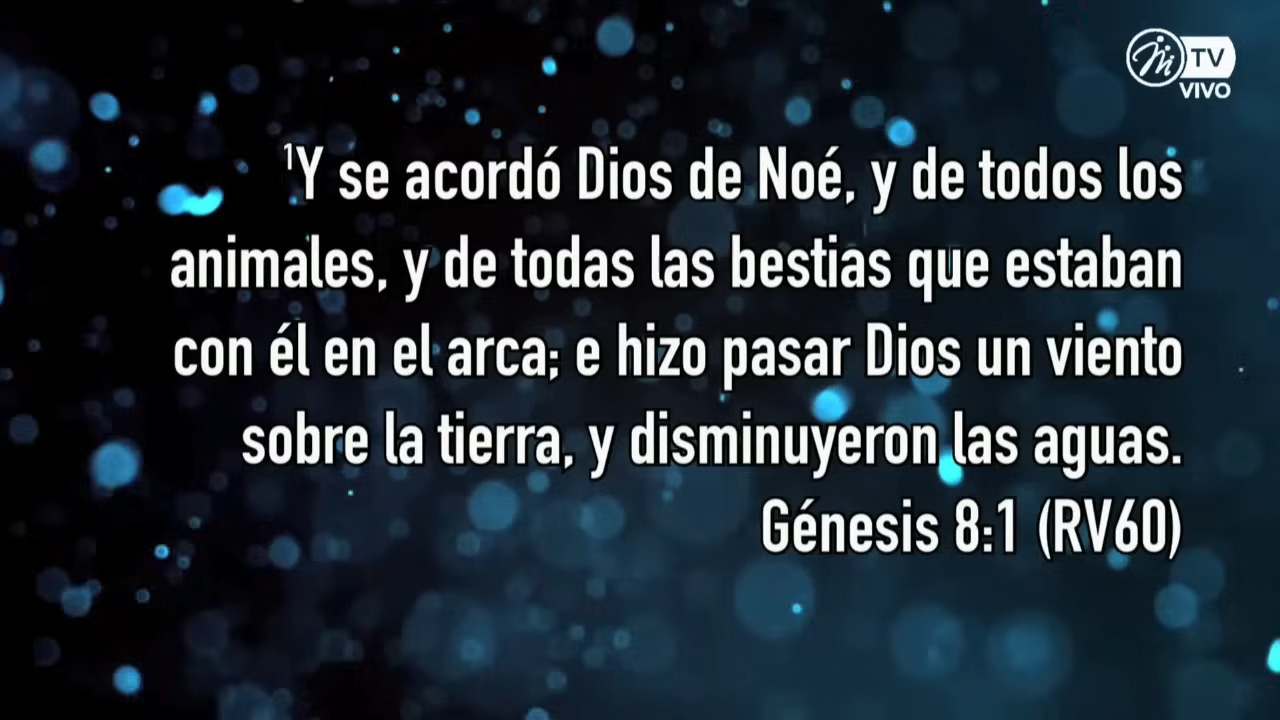 TV
VIVO
¹Y se acordó Dios de Noé, y de todos los
animales, y de todas las bestias que estaban
con él en el arca; e hizo pasar Dios un viento
sobre la tierra, y disminuyeron las aguas.
Génesis 8:1 (RV60)